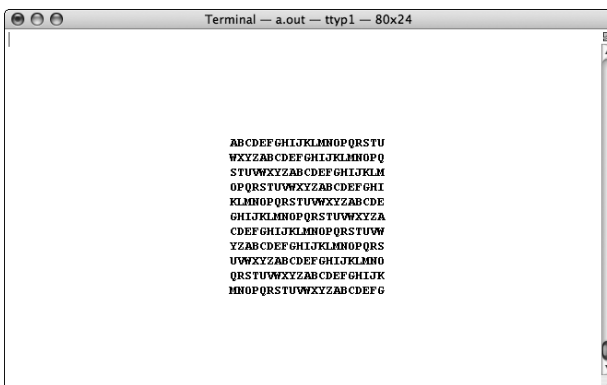 Terminal — a.out — ttyp1 — 80x24
ABCDEFGHIJKLMNOPQRSTU
WXYZABCDEFGHIJKLMNOPQ
STUVWXYZABCDEFGHIJKLM
OPQRSTUVWXYZABCDEFGHI
KLMNOPQRSTUVWXYZABCDE
GHIJKLMNOPQRSTUVWXYZA
CDEFGHIJKLMNOPQRSTUVW
YZABCDEFGHIJKLMNOPQRS
UVWXYZABCDEFGHIJKLMNO
QRSTUVWXYZABCDEFGHIJK
MNOPQRSTUVWXYZABCDEFG